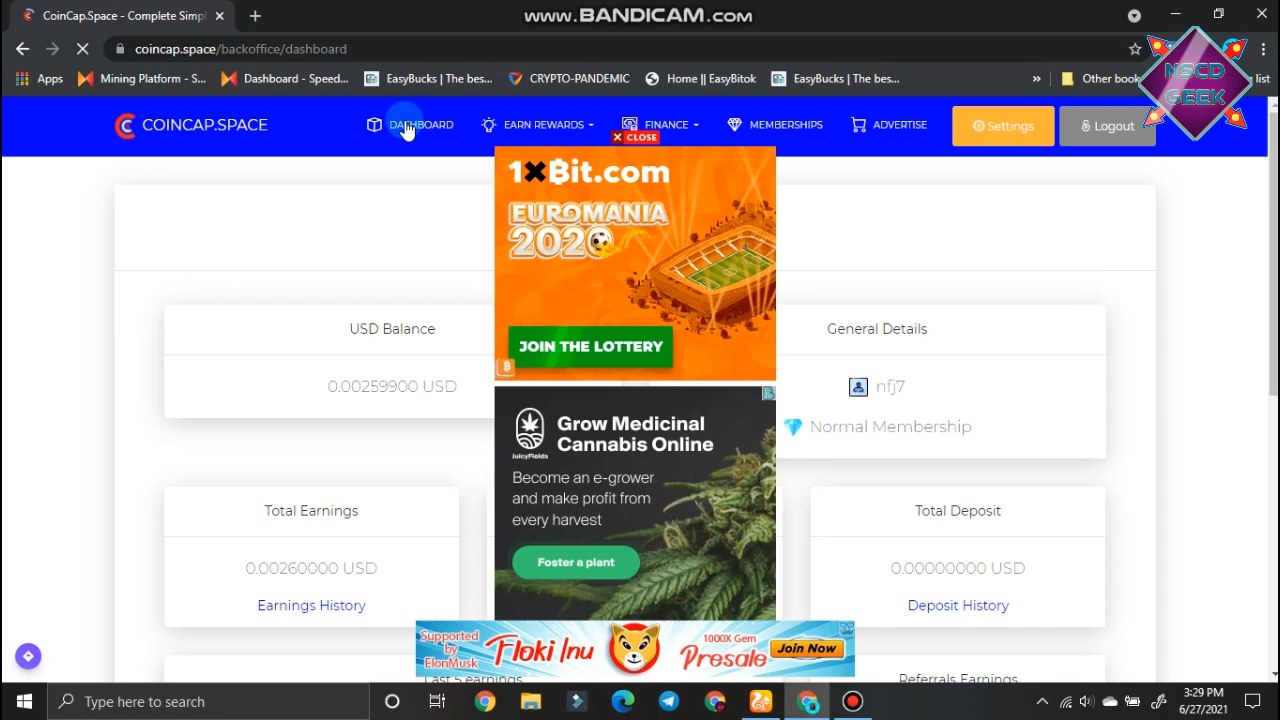 www.BANDICAM.com
CoinCap.Space - Complete Simpl
coincap.space/backoffice/dashboard
Apps
Mining Platform - S...
Dashboard - Speed...
EasyBucks | The bes...
CRYPTO-PANDEMIC
Home || EasyBitok
EasyBucks | The bes...
»
Other book
list
NSCD
GEEK
COINCAP.SPACE
DASHBOARD
EARN REWARDS
FINANCE
MEMBERSHIPS
ADVERTISE
Settings
Logout
CLOSE
1xBit.com
EUROMANIA
2020
JOIN THE LOTTERY
USD Balance
0.00259900 USD
General Details
nfj7
Normal Membership
JuicyFields
Grow Medicinal
Cannabis Online
Become an e-grower
and make profit from
every harvest
Foster a plant
Total Earnings
0.00260000 USD
Earnings History
Total Deposit
0.00000000 USD
Deposit History
Supported
by
ElonMusk
Floki Inu
1000X Gem
Presale
Join Now
Last 5 earnings
Referrals Earnings
Type here to search
3:29 PM
6/27/2021